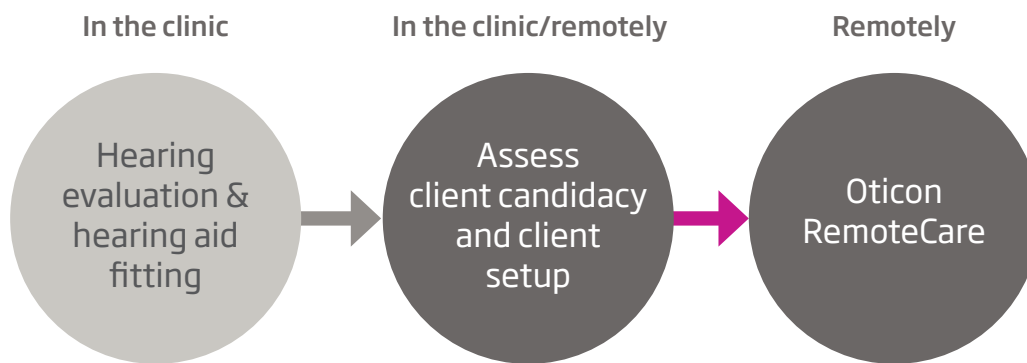 In the clinic
In the clinic/remotely
Remotely
Hearing
evaluation &
hearing aid
fitting
Assess
client candidacy
and client
setup
Oticon
RemoteCare